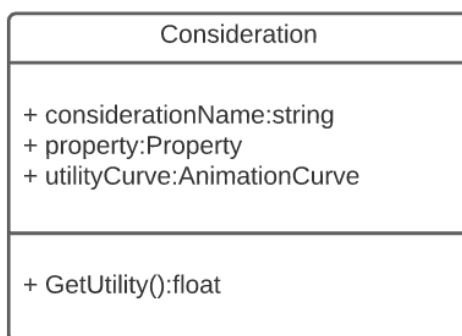 Consideration
+ considerationName:string
+ property:Property
+ utilityCurve:AnimationCurve
+ GetUtility():float